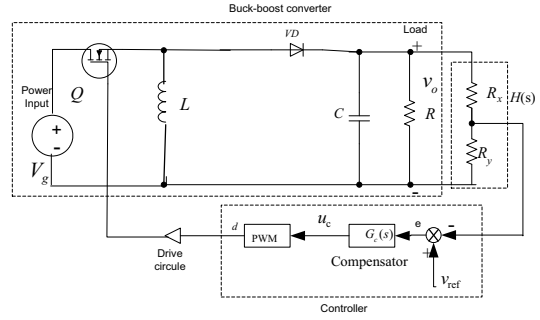 Buck-boost converter
VD
Load
+
Power
Input
Q
L
C
R
v_o
R_x
H(s)
R_y
+
-
V_g
-
d
PWM
u_c
G_c(s)
e
-
+
Drive
circule
Compensator
v_ref
Controller